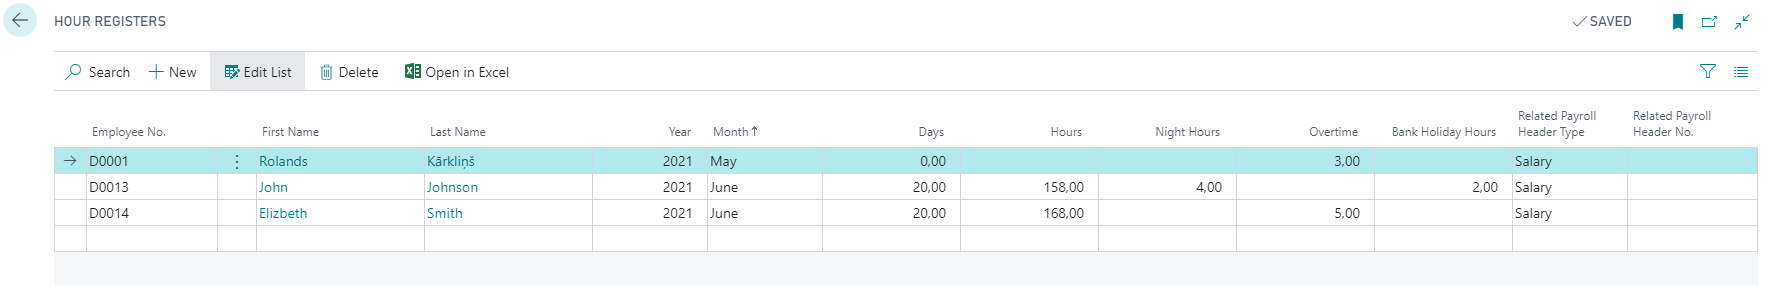 HOUR REGISTERS
SAVED
Search New Edit List Delete Open in Excel
Employee No. First Name Last Name Year Month Days Hours Night Hours Overtime Bank Holiday Hours Related Payroll Header Type Related Payroll Header No.
D0001 Rolands Kārkliņš 2021 May 0,00 3,00 Salary
D0013 John Johnson 2021 June 20,00 158,00 4,00 2,00 Salary
D0014 Elizbeth Smith 2021 June 20,00 168,00 5,00 Salary